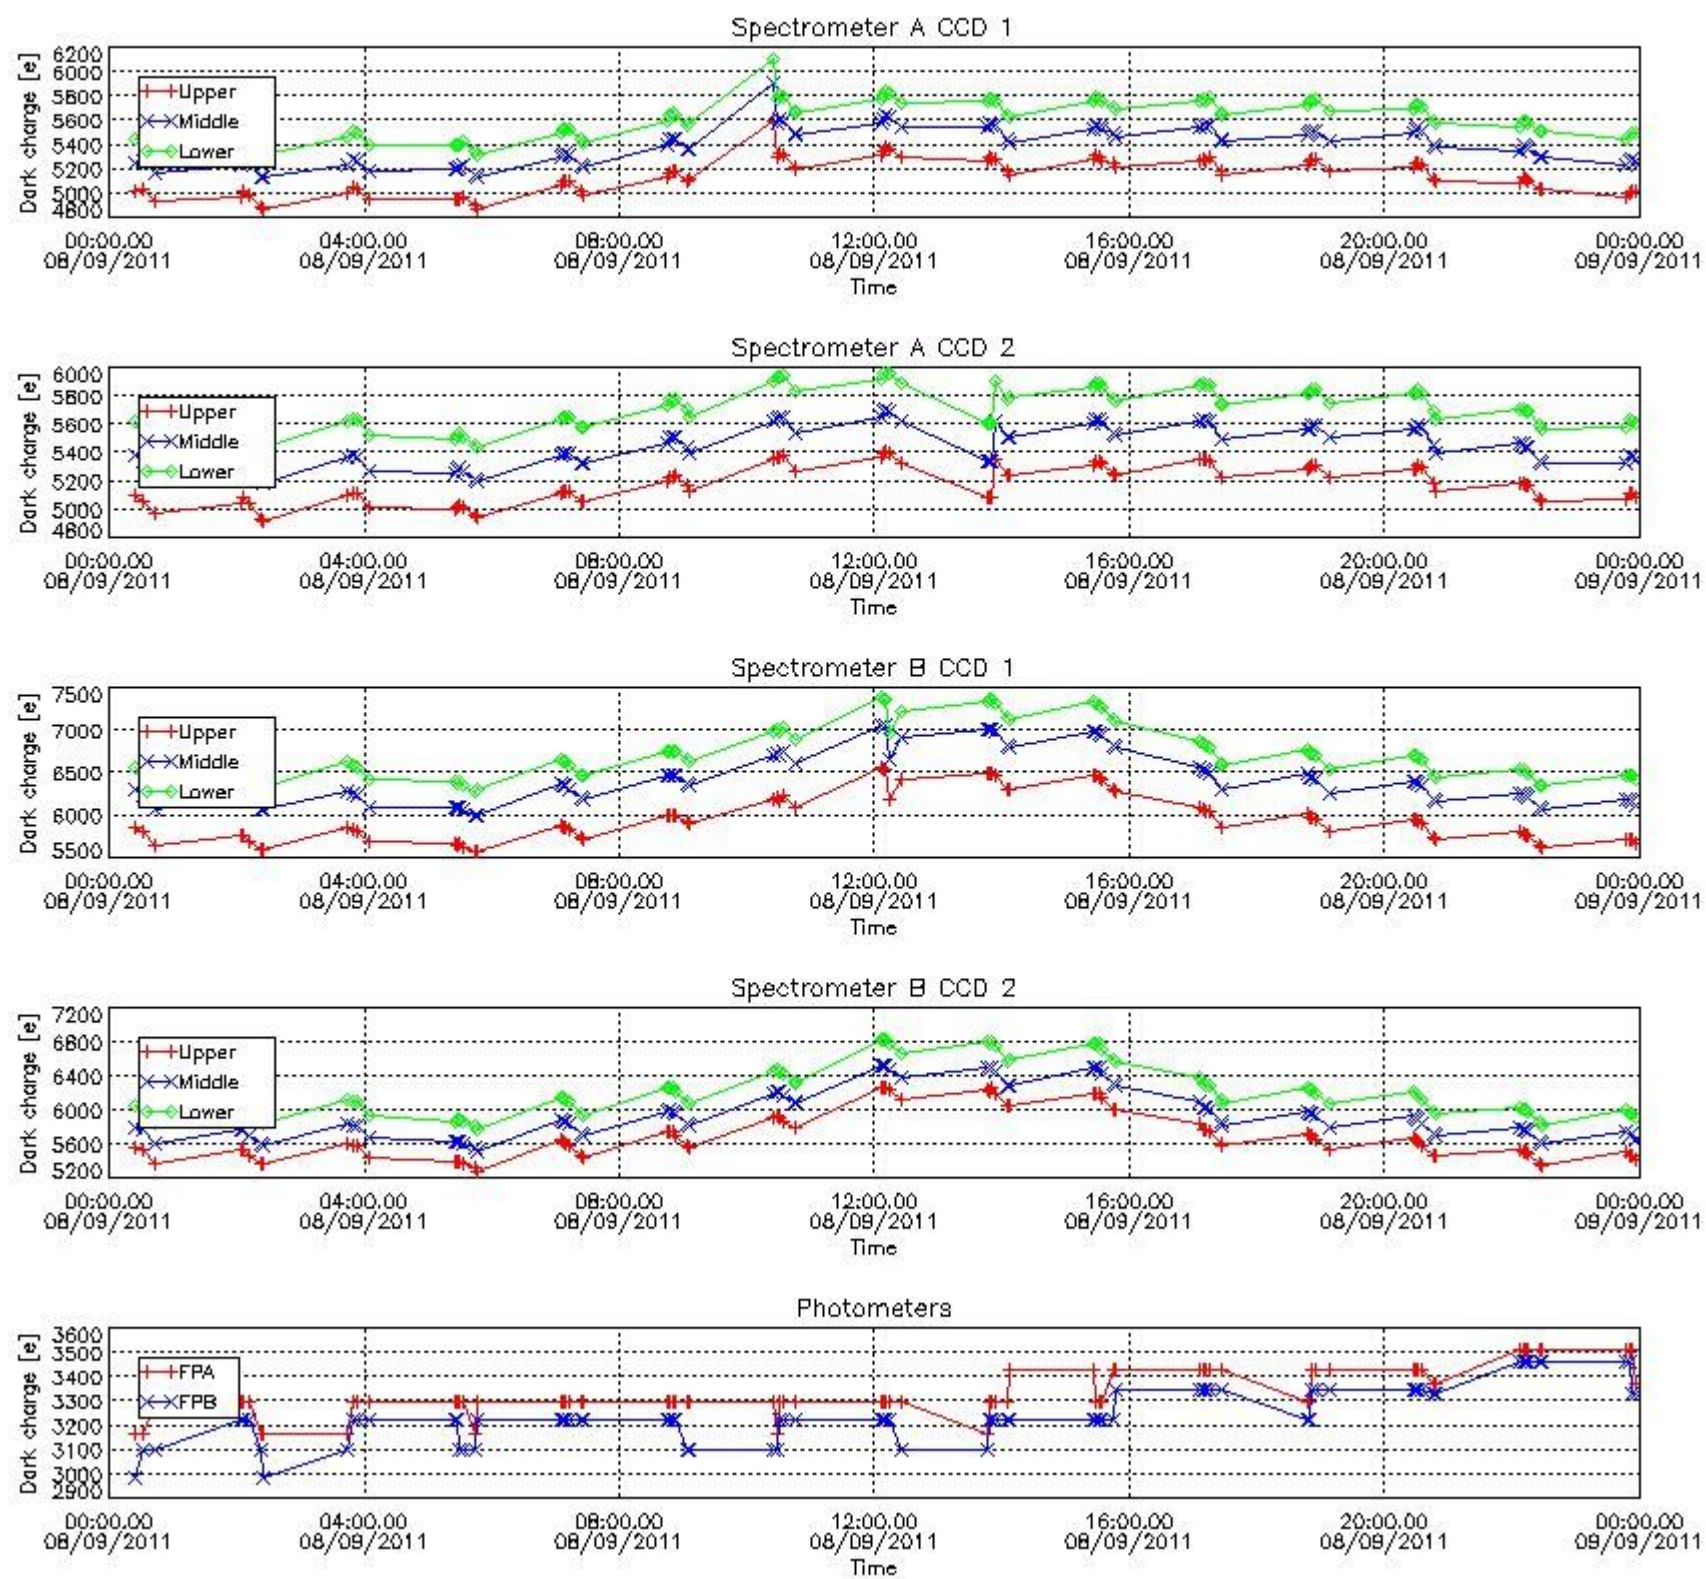 Spectrometer A CCD 1
Dark charge [e]
6200
6000
5800
5600
5400
5200
5000
4800
Upper
Middle
Lower
00:00.00 04:00.00 08:00.00 12:00.00 16:00.00 20:00.00 00:00.00
08/09/2011 08/09/2011 08/09/2011 08/09/2011 08/09/2011 08/09/2011 09/09/2011
Time
Spectrometer A CCD 2
Dark charge [e]
6000
5800
5600
5400
5200
5000
4800
Upper
Middle
Lower
00:00.00 04:00.00 08:00.00 12:00.00 16:00.00 20:00.00 00:00.00
08/09/2011 08/09/2011 08/09/2011 08/09/2011 08/09/2011 08/09/2011 09/09/2011
Time
Spectrometer B CCD 1
Dark charge [e]
7500
7000
6500
6000
5500
Upper
Middle
Lower
00:00.00 04:00.00 08:00.00 12:00.00 16:00.00 20:00.00 00:00.00
08/09/2011 08/09/2011 08/09/2011 08/09/2011 08/09/2011 08/09/2011 09/09/2011
Time
Spectrometer B CCD 2
Dark charge [e]
7200
6800
6400
6000
5600
5200
Upper
Middle
Lower
00:00.00 04:00.00 08:00.00 12:00.00 16:00.00 20:00.00 00:00.00
08/09/2011 08/09/2011 08/09/2011 08/09/2011 08/09/2011 08/09/2011 09/09/2011
Time
Photometers
Dark charge [e]
3600
3500
3400
3300
3200
3100
3000
2900
FPA
FPB
00:00.00 04:00.00 08:00.00 12:00.00 16:00.00 20:00.00 00:00.00
08/09/2011 08/09/2011 08/09/2011 08/09/2011 08/09/2011 08/09/2011 09/09/2011
Time